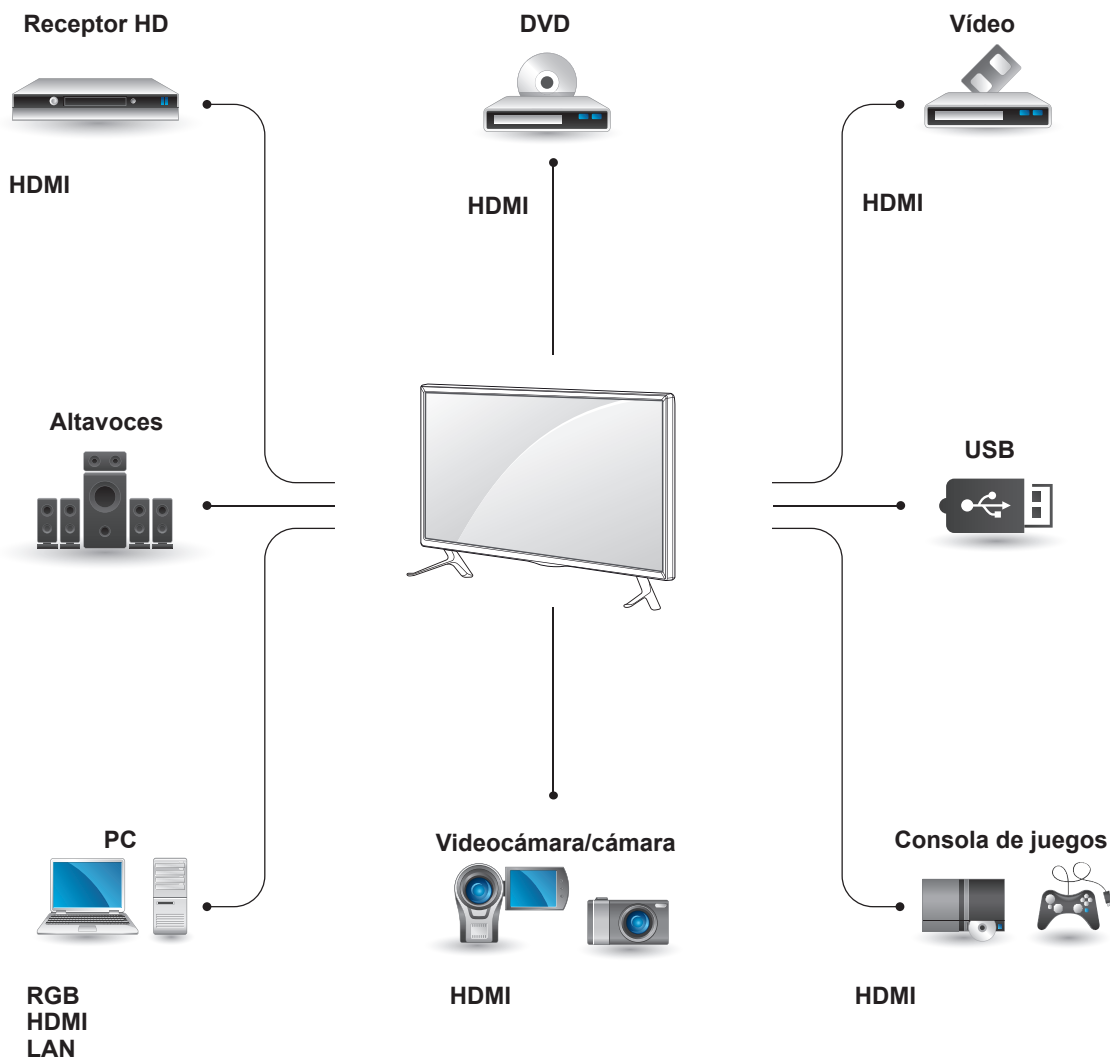 Receptor HD
DVD
Vídeo
HDMI
HDMI
HDMI
Altavoces
USB
PC
Videocámara/cámara
Consola de juegos
RGB
HDMI
LAN
HDMI
HDMI